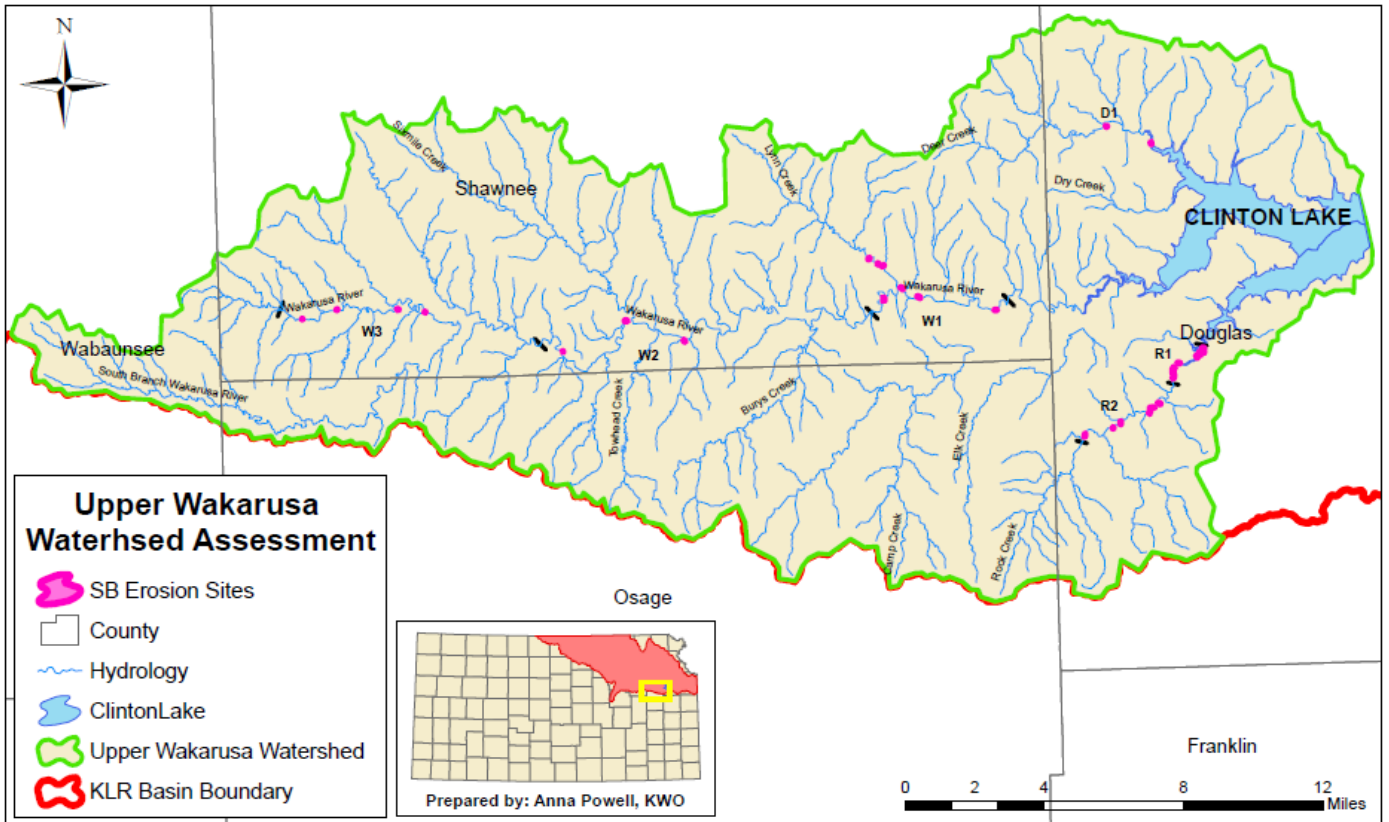 N
D1
Sixmile Creek
Deer Creek
Lynn Creek
Shawnee
Dry Creek
CLINTON LAKE
Wakarusa River
Wakarusa River
Wakarusa River
W1
W3
W2
Douglas
Wabaunsee
R1
South Branch Wakarusa River
Burys Creek
R2
Towhead Creek
Elk Creek
Camp Creek
Rock Creek
Upper Wakarusa
Waterhsed Assessment
SB Erosion Sites
County
Hydrology
ClintonLake
Upper Wakarusa Watershed
KLR Basin Boundary
Osage
Prepared by: Anna Powell, KWO
Franklin
0 2 4 8 12
Miles